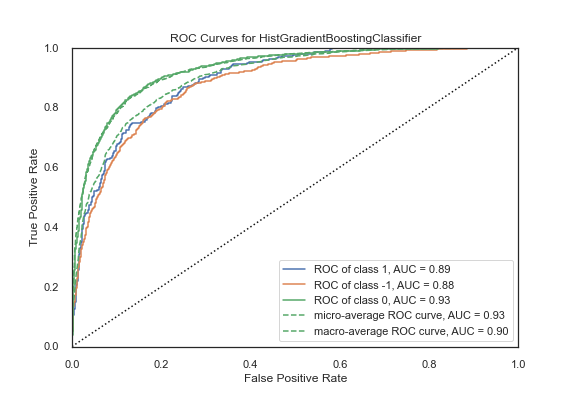 ROC Curves for HistGradientBoostingClassifier
1.0
0.8
0.6
0.4
0.2
0.0
True Positive Rate
ROC of class 1, AUC = 0.89
ROC of class -1, AUC = 0.88
ROC of class 0, AUC = 0.93
micro-average ROC curve, AUC = 0.93
macro-average ROC curve, AUC = 0.90
0.0 0.2 0.4 0.6 0.8 1.0
False Positive Rate